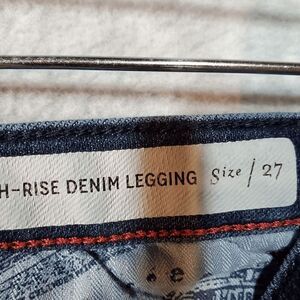 H-RISE DENIM LEGGING Size / 27